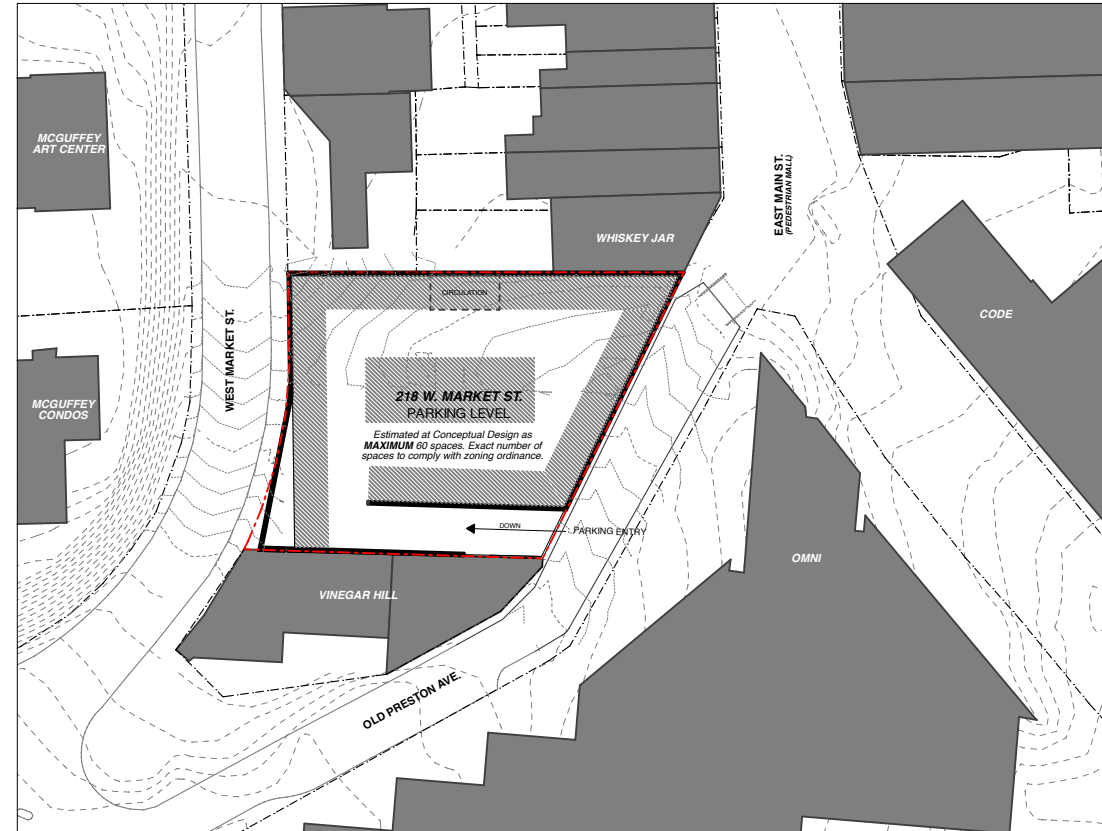 MCGUFFEY
ART CENTER
EAST MAIN ST.
(PEDESTRIAN MALL)
WHISKEY JAR
CIRCULATION
CODE
WEST MARKET ST.
MCGUFFEY
CONDOS
218 W. MARKET ST.
PARKING LEVEL
Estimated at Conceptual Design as
MAXIMUM 60 spaces. Exact number of
spaces to comply with zoning ordinance.
DOWN
PARKING ENTRY
OMNI
VINEGAR HILL
OLD PRESTON AVE.